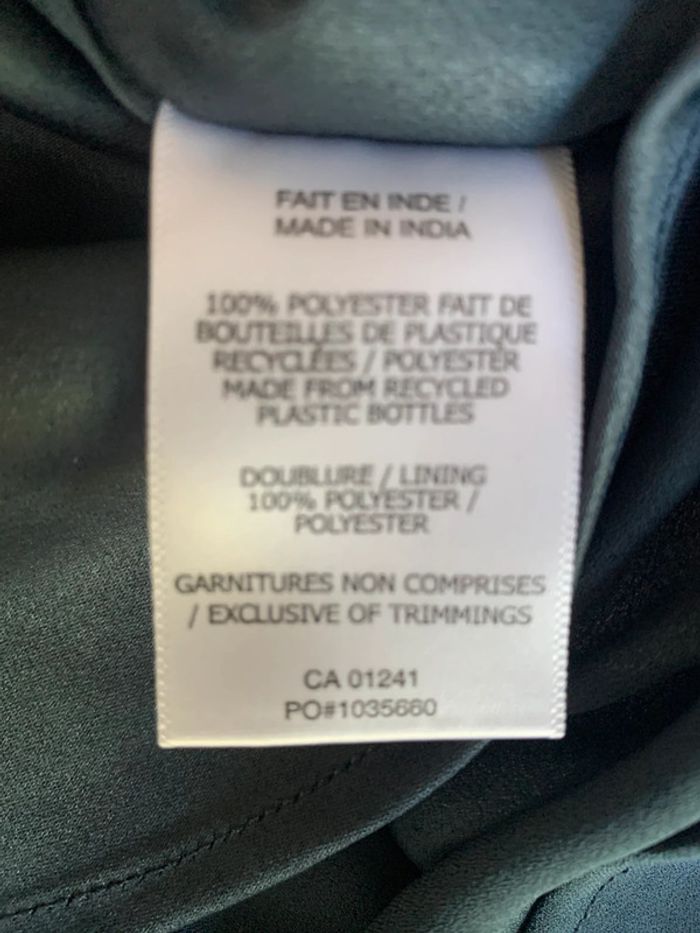 FAIT EN INDE /
MADE IN INDIA
100% POLYESTER FAIT DE
BOUTEILLES DE PLASTIQUE
RECYCLÉES / POLYESTER
MADE FROM RECYCLED
PLASTIC BOTTLES
DOUBLURE / LINING
100% POLYESTER /
POLYESTER
GARNITURES NON COMPRISES
/ EXCLUSIVE OF TRIMMINGS
CA 01241
PO#1035660